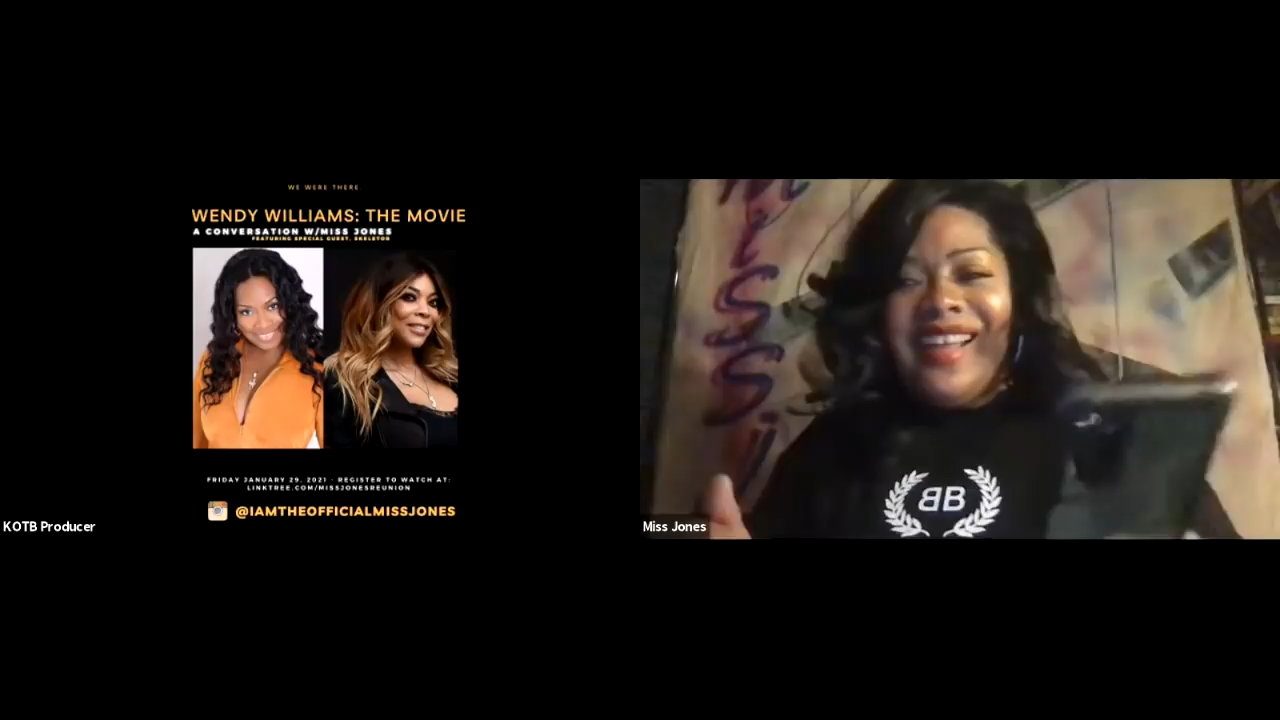 WE WERE THERE
WENDY WILLIAMS: THE MOVIE
A CONVERSATION W/MISS JONES
FEATURING SPECIAL GUEST, SKELETOR
FRIDAY JANUARY 29, 2021 - REGISTER TO WATCH AT:
LINKTREE.COM/MISSJONESREUNION
@IAMTHEOFFICIALMISSJONES
KOTB Producer
Miss Jones
BB